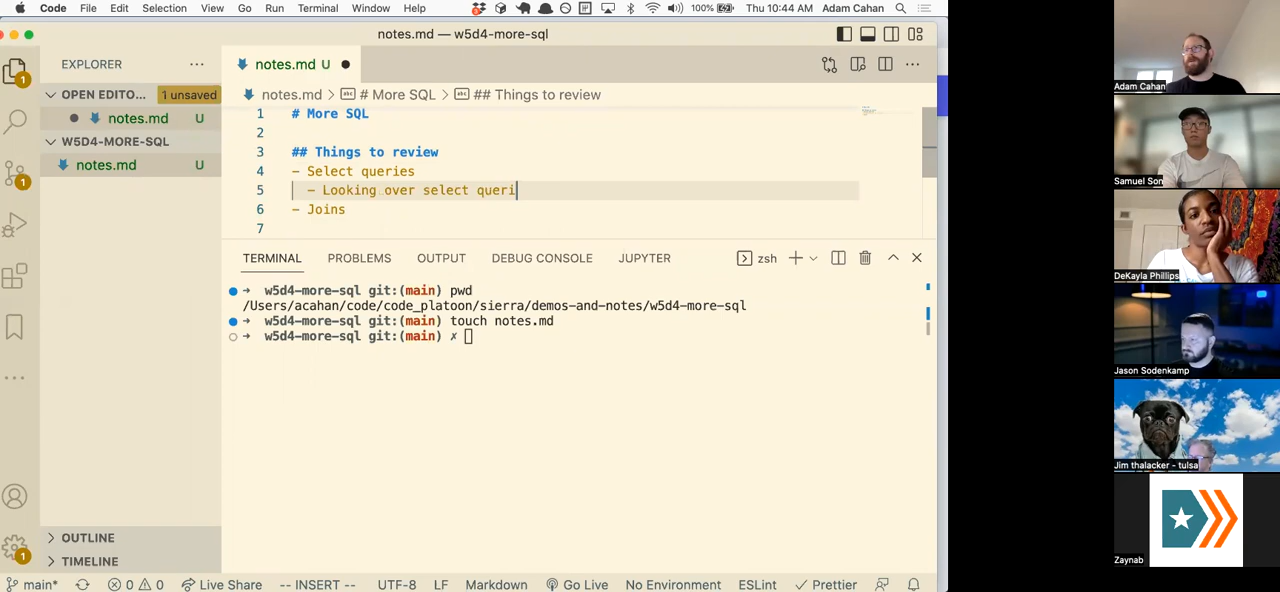 Code File Edit Selection View Go Run Terminal Window Help 100% Thu 10:44 AM Adam Cahan
notes.md — w5d4-more-sql
EXPLORER
notes.md U
OPEN EDITO... 1 unsaved
notes.md > # More SQL > ## Things to review
notes.md U
W5D4-MORE-SQL
notes.md U
1 # More SQL
2
3 ## Things to review
4 - Select queries
5 - Looking over select queri
6 - Joins
7
TERMINAL PROBLEMS OUTPUT DEBUG CONSOLE JUPYTER zsh
→ w5d4-more-sql git:(main) pwd
/Users/acahan/code/code_platoon/sierra/demos-and-notes/w5d4-more-sql
→ w5d4-more-sql git:(main) touch notes.md
→ w5d4-more-sql git:(main) ✗
OUTLINE
TIMELINE
main* 0 0 Live Share -- INSERT -- UTF-8 LF Markdown Go Live No Environment ESLint Prettier
1
1
1
Adam Cahan
Samuel Son
DeKayla Phillips
Jason Sodenkamp
Jim thalacker - tulsa
Zaynab